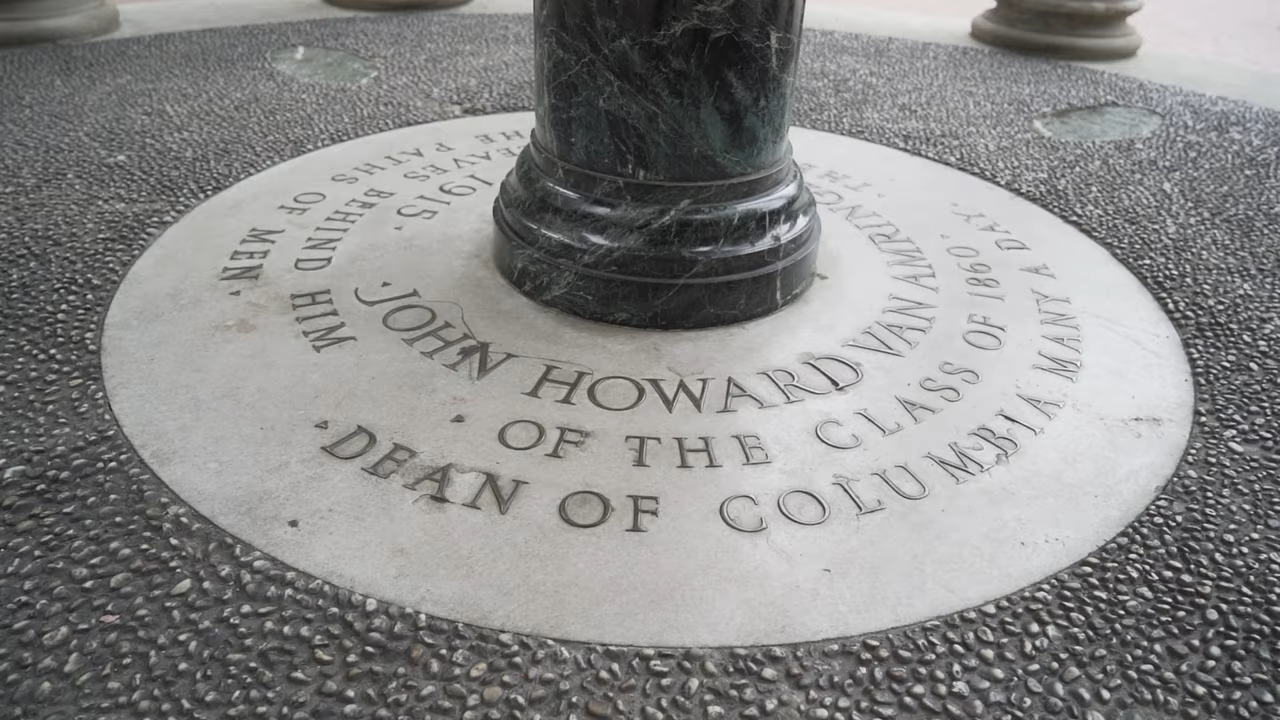 · JOHN HOWARD VAN AMRINGE
· OF THE CLASS OF 1860 ·
· DEAN OF COLUMBIA MANY A DAY ·
1915 ·
BEHIND HIM
PATHS OF MEN ·